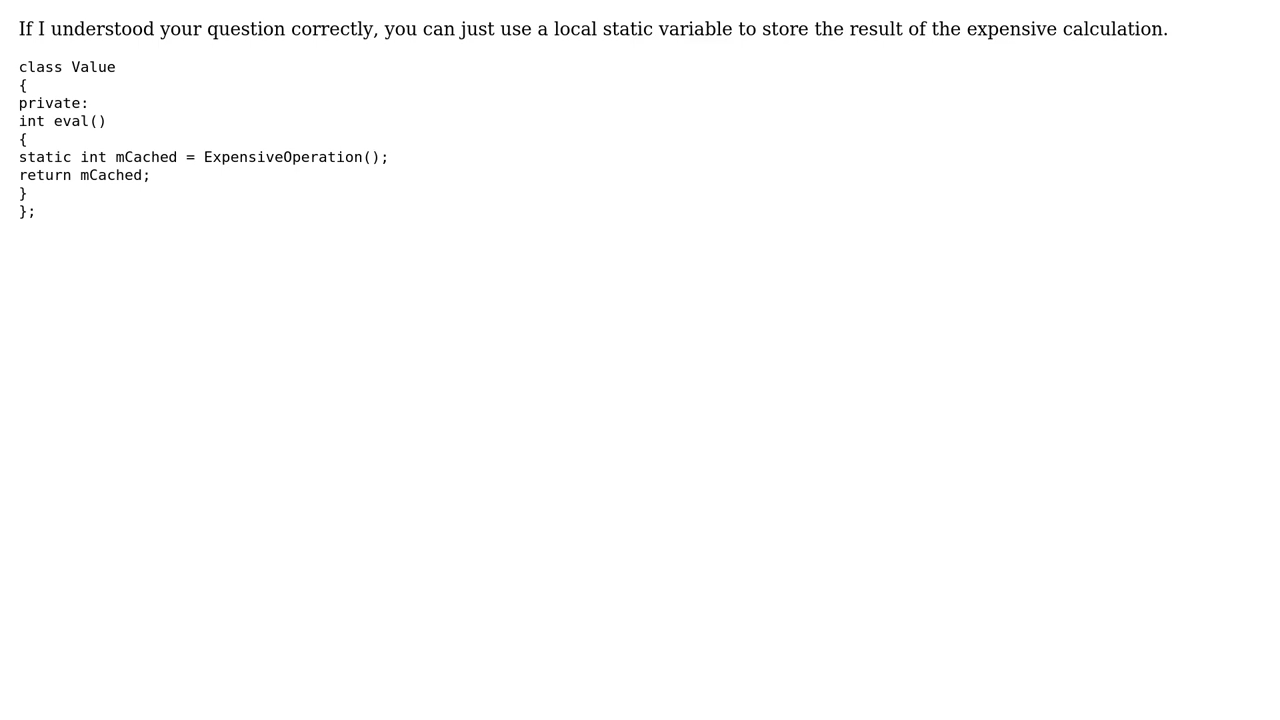 If I understood your question correctly, you can just use a local static variable to store the result of the expensive calculation.
class Value
{
private:
int eval()
{
static int mCached = ExpensiveOperation();
return mCached;
}
};